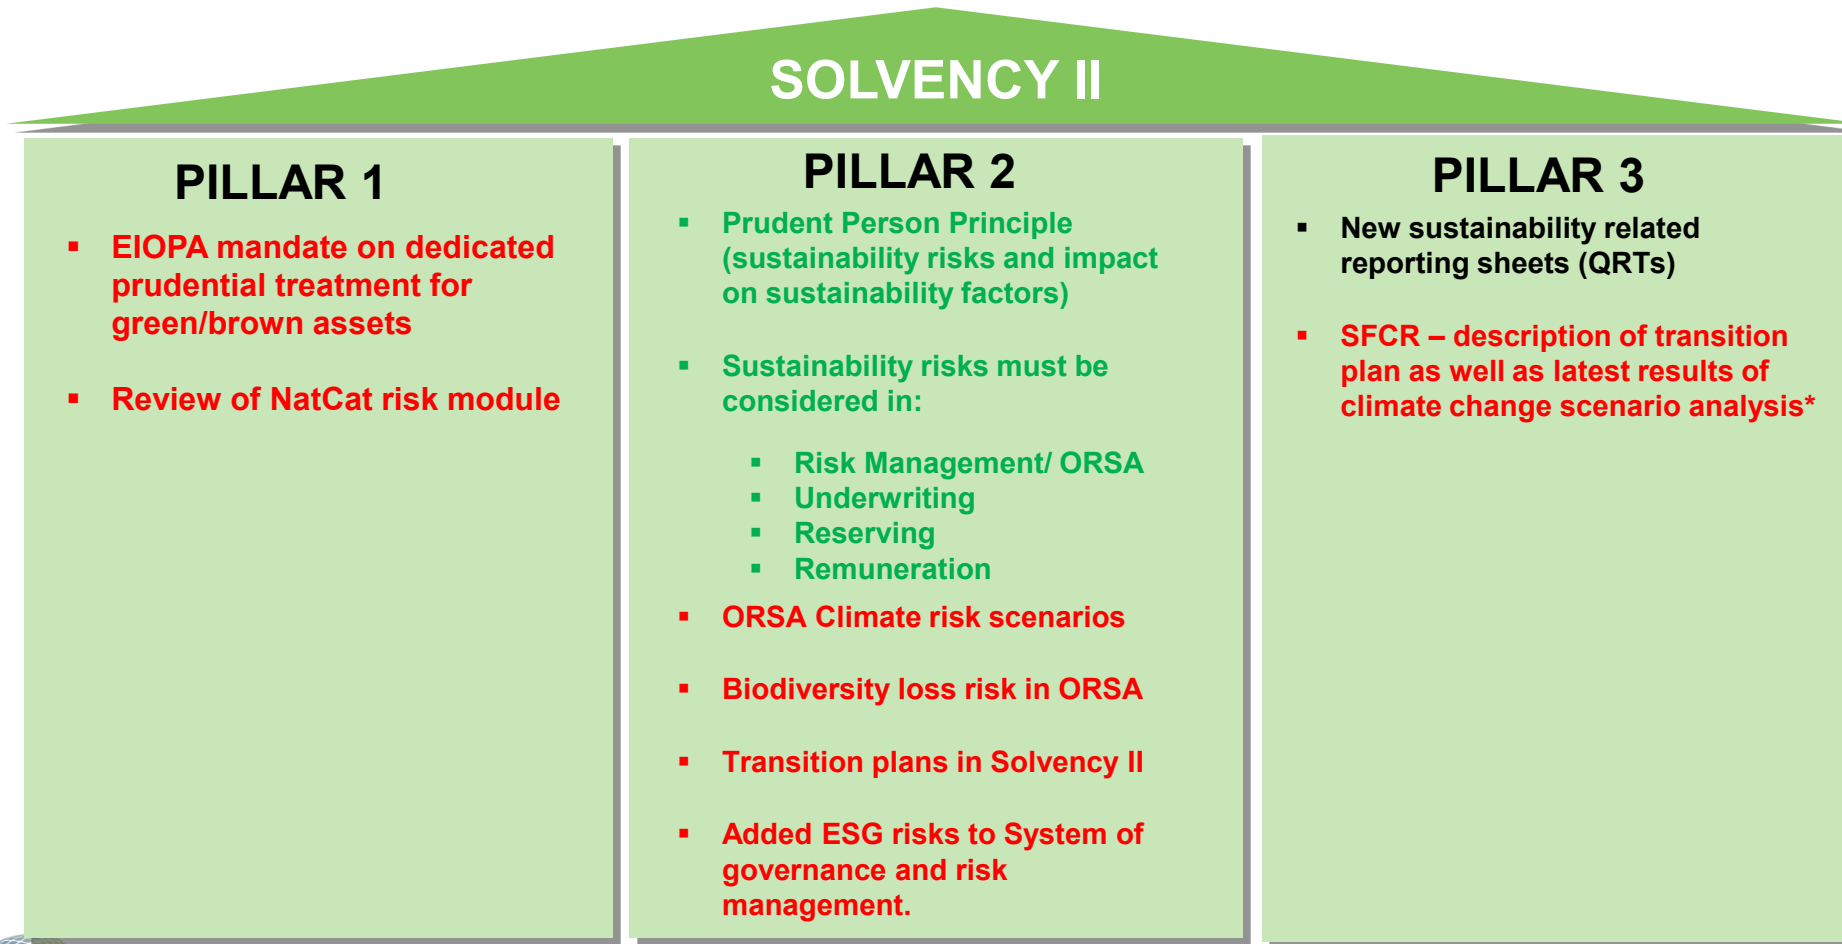 SOLVENCY II
PILLAR 1
▪ EIOPA mandate on dedicated
prudential treatment for
green/brown assets
▪ Review of NatCat risk module
PILLAR 2
▪ Prudent Person Principle
(sustainability risks and impact
on sustainability factors)
▪ Sustainability risks must be
considered in:
▪ Risk Management/ ORSA
▪ Underwriting
▪ Reserving
▪ Remuneration
▪ ORSA Climate risk scenarios
▪ Biodiversity loss risk in ORSA
▪ Transition plans in Solvency II
▪ Added ESG risks to System of
governance and risk
management.
PILLAR 3
▪ New sustainability related
reporting sheets (QRTs)
▪ SFCR – description of transition
plan as well as latest results of
climate change scenario analysis*